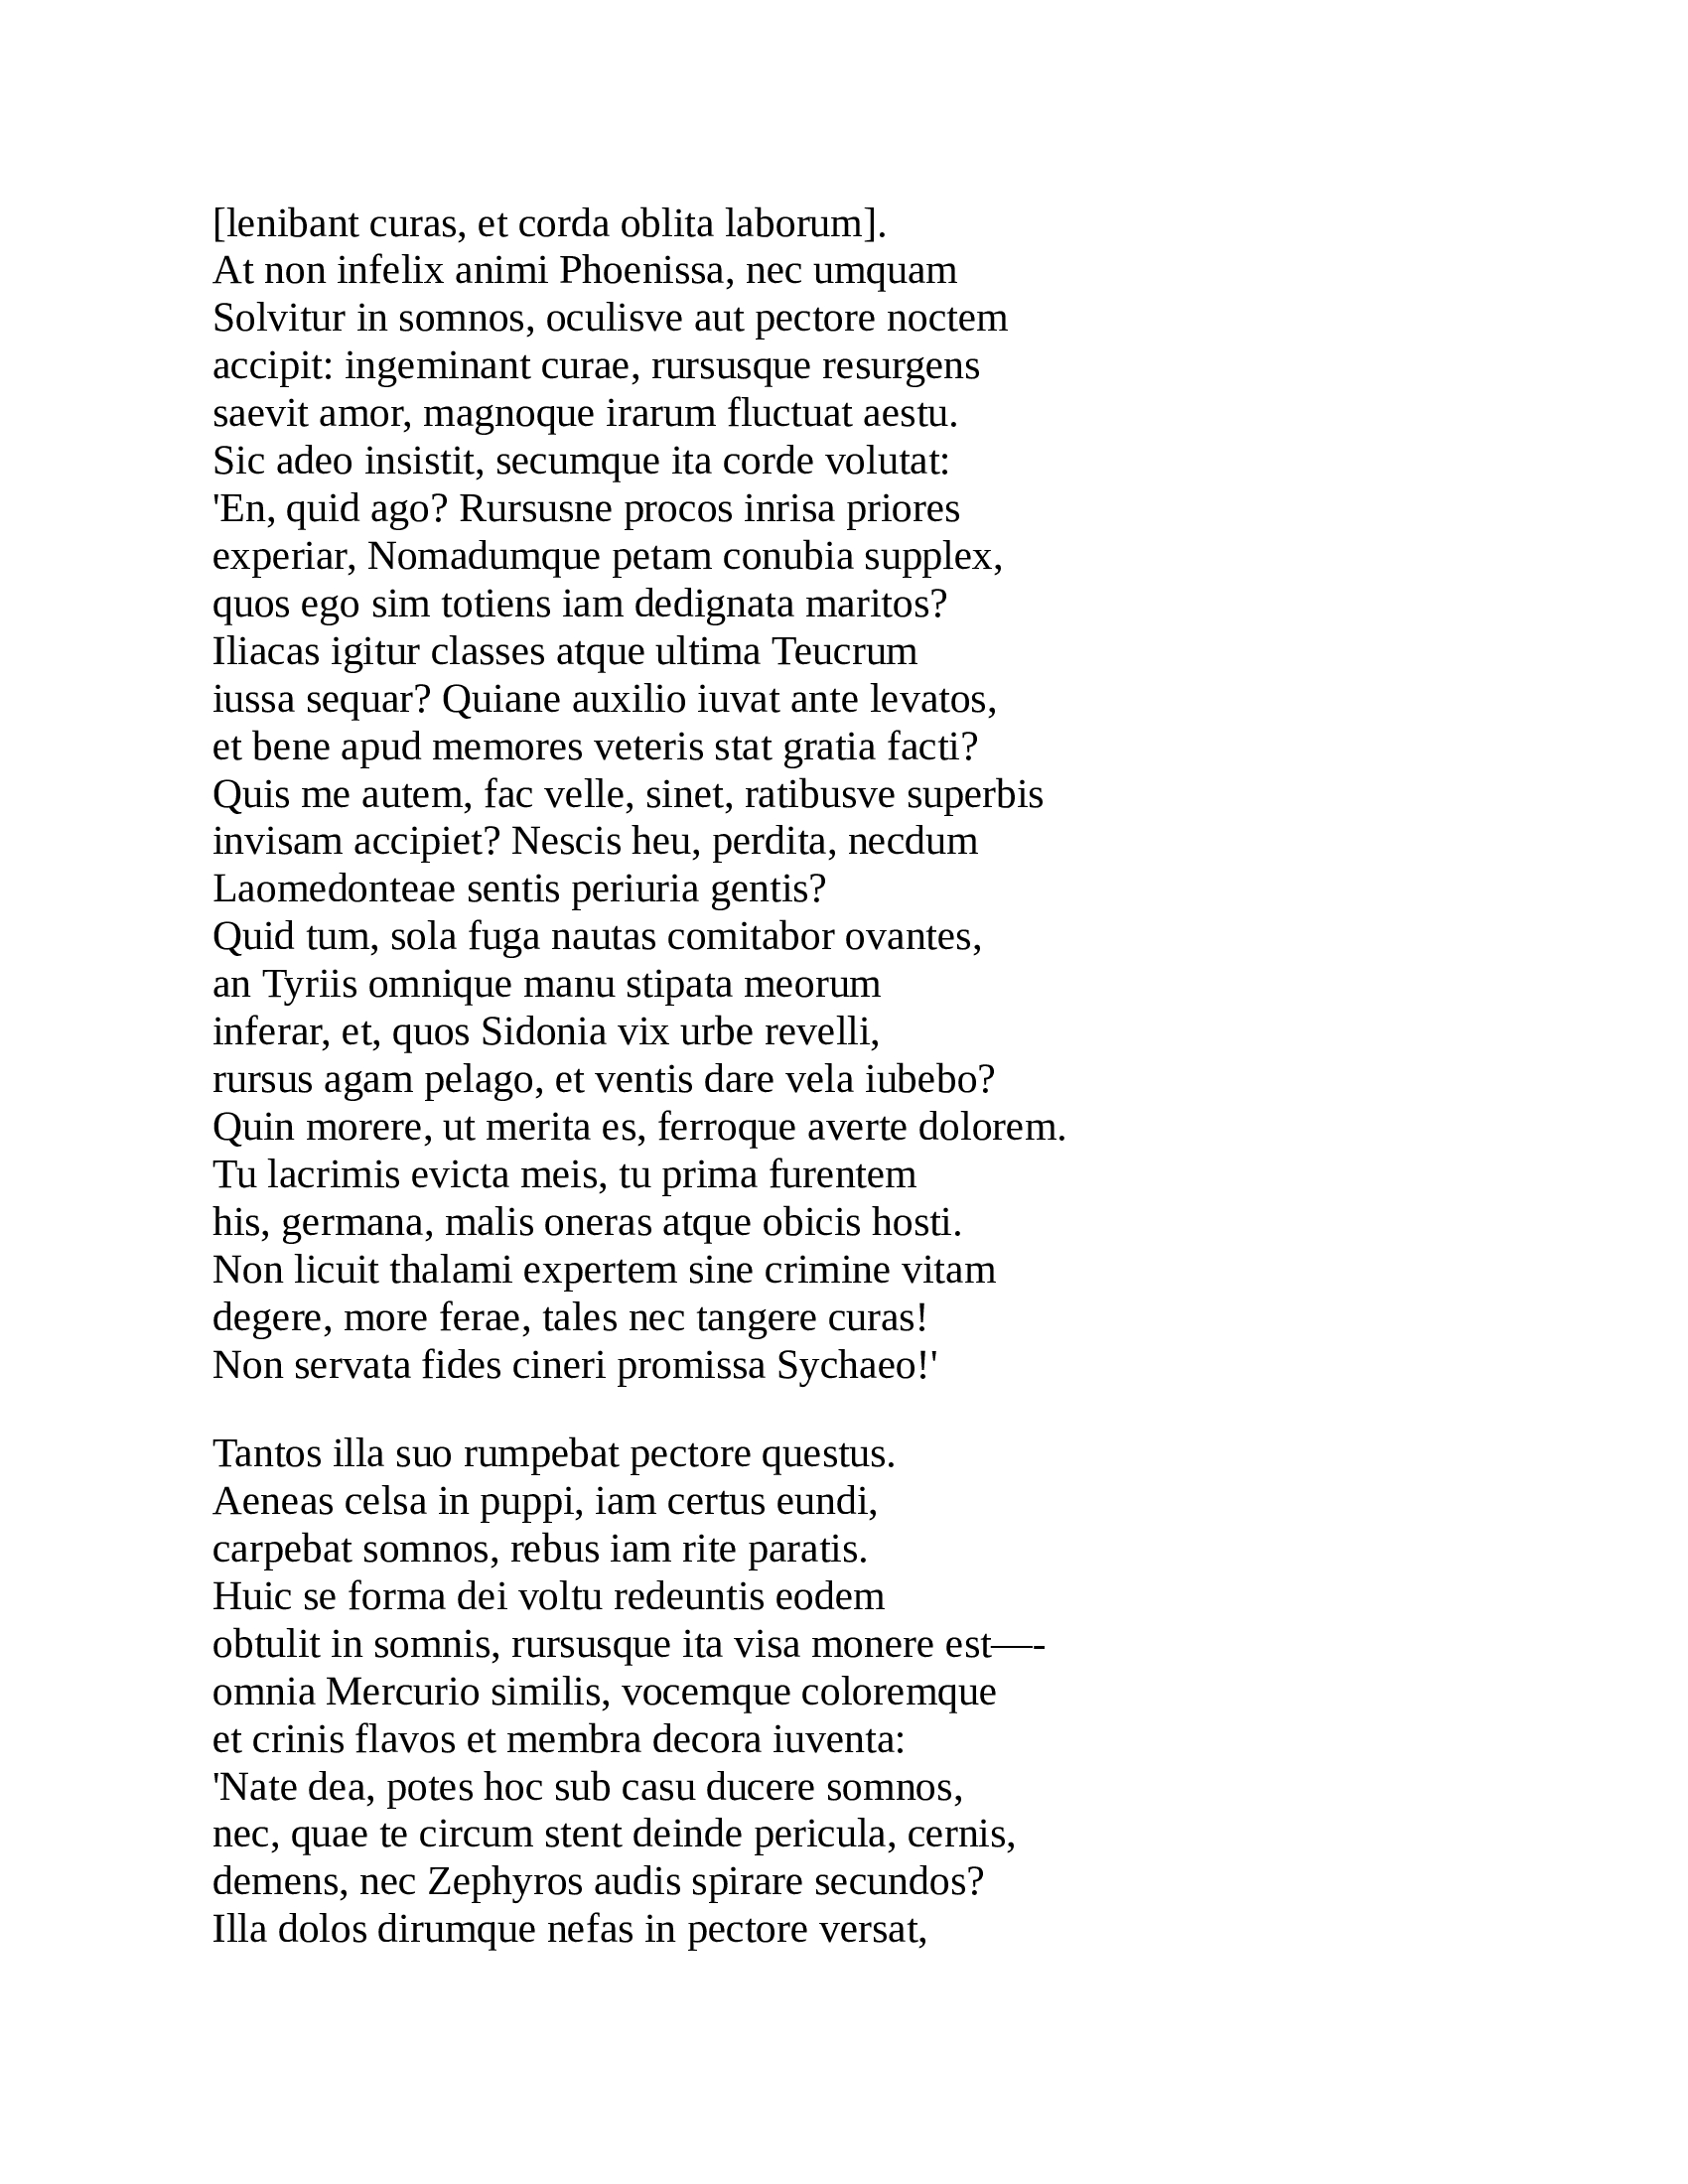 [lenibant curas, et corda oblita laborum].
At non infelix animi Phoenissa, nec umquam
Solvitur in somnos, oculisve aut pectore noctem
accipit: ingeminant curae, rursusque resurgens
saevit amor, magnoque irarum fluctuat aestu.
Sic adeo insistit, secumque ita corde volutat:
'En, quid ago? Rursusne procos inrisa priores
experiar, Nomadumque petam conubia supplex,
quos ego sim totiens iam dedignata maritos?
Iliacas igitur classes atque ultima Teucrum
iussa sequar? Quiane auxilio iuvat ante levatos,
et bene apud memores veteris stat gratia facti?
Quis me autem, fac velle, sinet, ratibusve superbis
invisam accipiet? Nescis heu, perdita, necdum
Laomedonteae sentis periuria gentis?
Quid tum, sola fuga nautas comitabor ovantes,
an Tyriis omnique manu stipata meorum
inferar, et, quos Sidonia vix urbe revelli,
rursus agam pelago, et ventis dare vela iubebo?
Quin morere, ut merita es, ferroque averte dolorem.
Tu lacrimis evicta meis, tu prima furentem
his, germana, malis oneras atque obicis hosti.
Non licuit thalami expertem sine crimine vitam
degere, more ferae, tales nec tangere curas!
Non servata fides cineri promissa Sychaeo!'
Tantos illa suo rumpebat pectore questus.
Aeneas celsa in puppi, iam certus eundi,
carpebat somnos, rebus iam rite paratis.
Huic se forma dei voltu redeuntis eodem
obtulit in somnis, rursusque ita visa monere est—-
omnia Mercurio similis, vocemque coloremque
et crinis flavos et membra decora iuventa:
'Nate dea, potes hoc sub casu ducere somnos,
nec, quae te circum stent deinde pericula, cernis,
demens, nec Zephyros audis spirare secundos?
Illa dolos dirumque nefas in pectore versat,